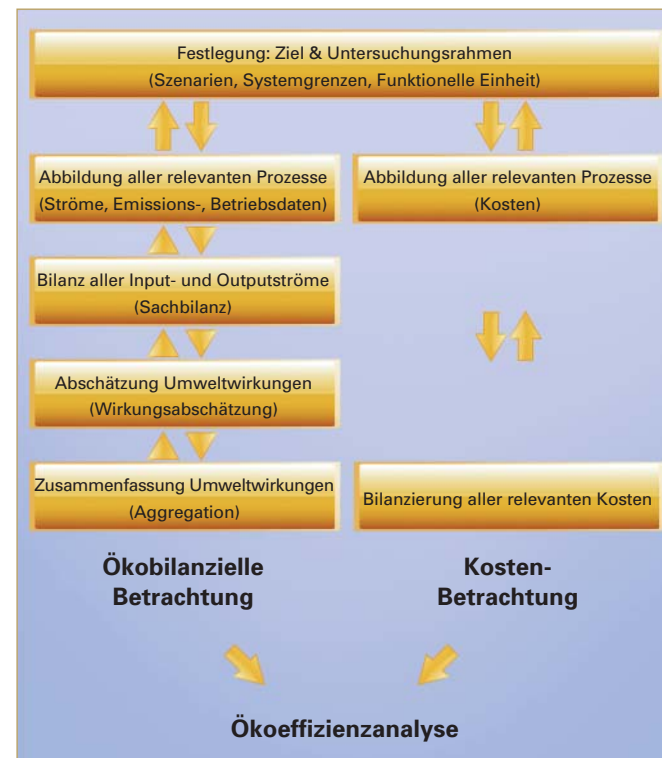 Festlegung: Ziel & Untersuchungsrahmen
(Szenarien, Systemgrenzen, Funktionelle Einheit)
Abbildung aller relevanten Prozesse
(Ströme, Emissions-, Betriebsdaten)
Abbildung aller relevanten Prozesse
(Kosten)
Bilanz aller Input- und Outputströme
(Sachbilanz)
Abschätzung Umweltwirkungen
(Wirkungsabschätzung)
Zusammenfassung Umweltwirkungen
(Aggregation)
Bilanzierung aller relevanten Kosten
Ökobilanzielle
Betrachtung
Kosten-
Betrachtung
Ökoeffizienzanalyse